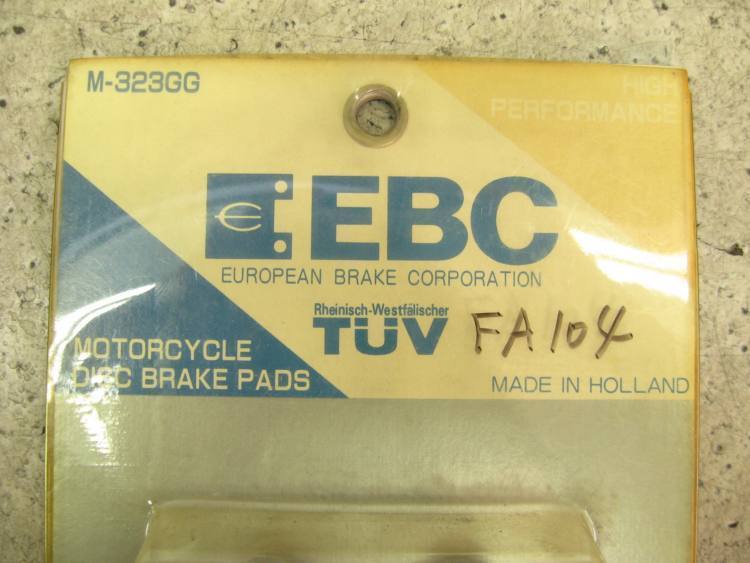 M-323GG
HIGH
PERFORMANCE
EBC
EUROPEAN BRAKE CORPORATION
Rheinisch-Westfälischer
TÜV
FA104
MOTORCYCLE
DISC BRAKE PADS
MADE IN HOLLAND